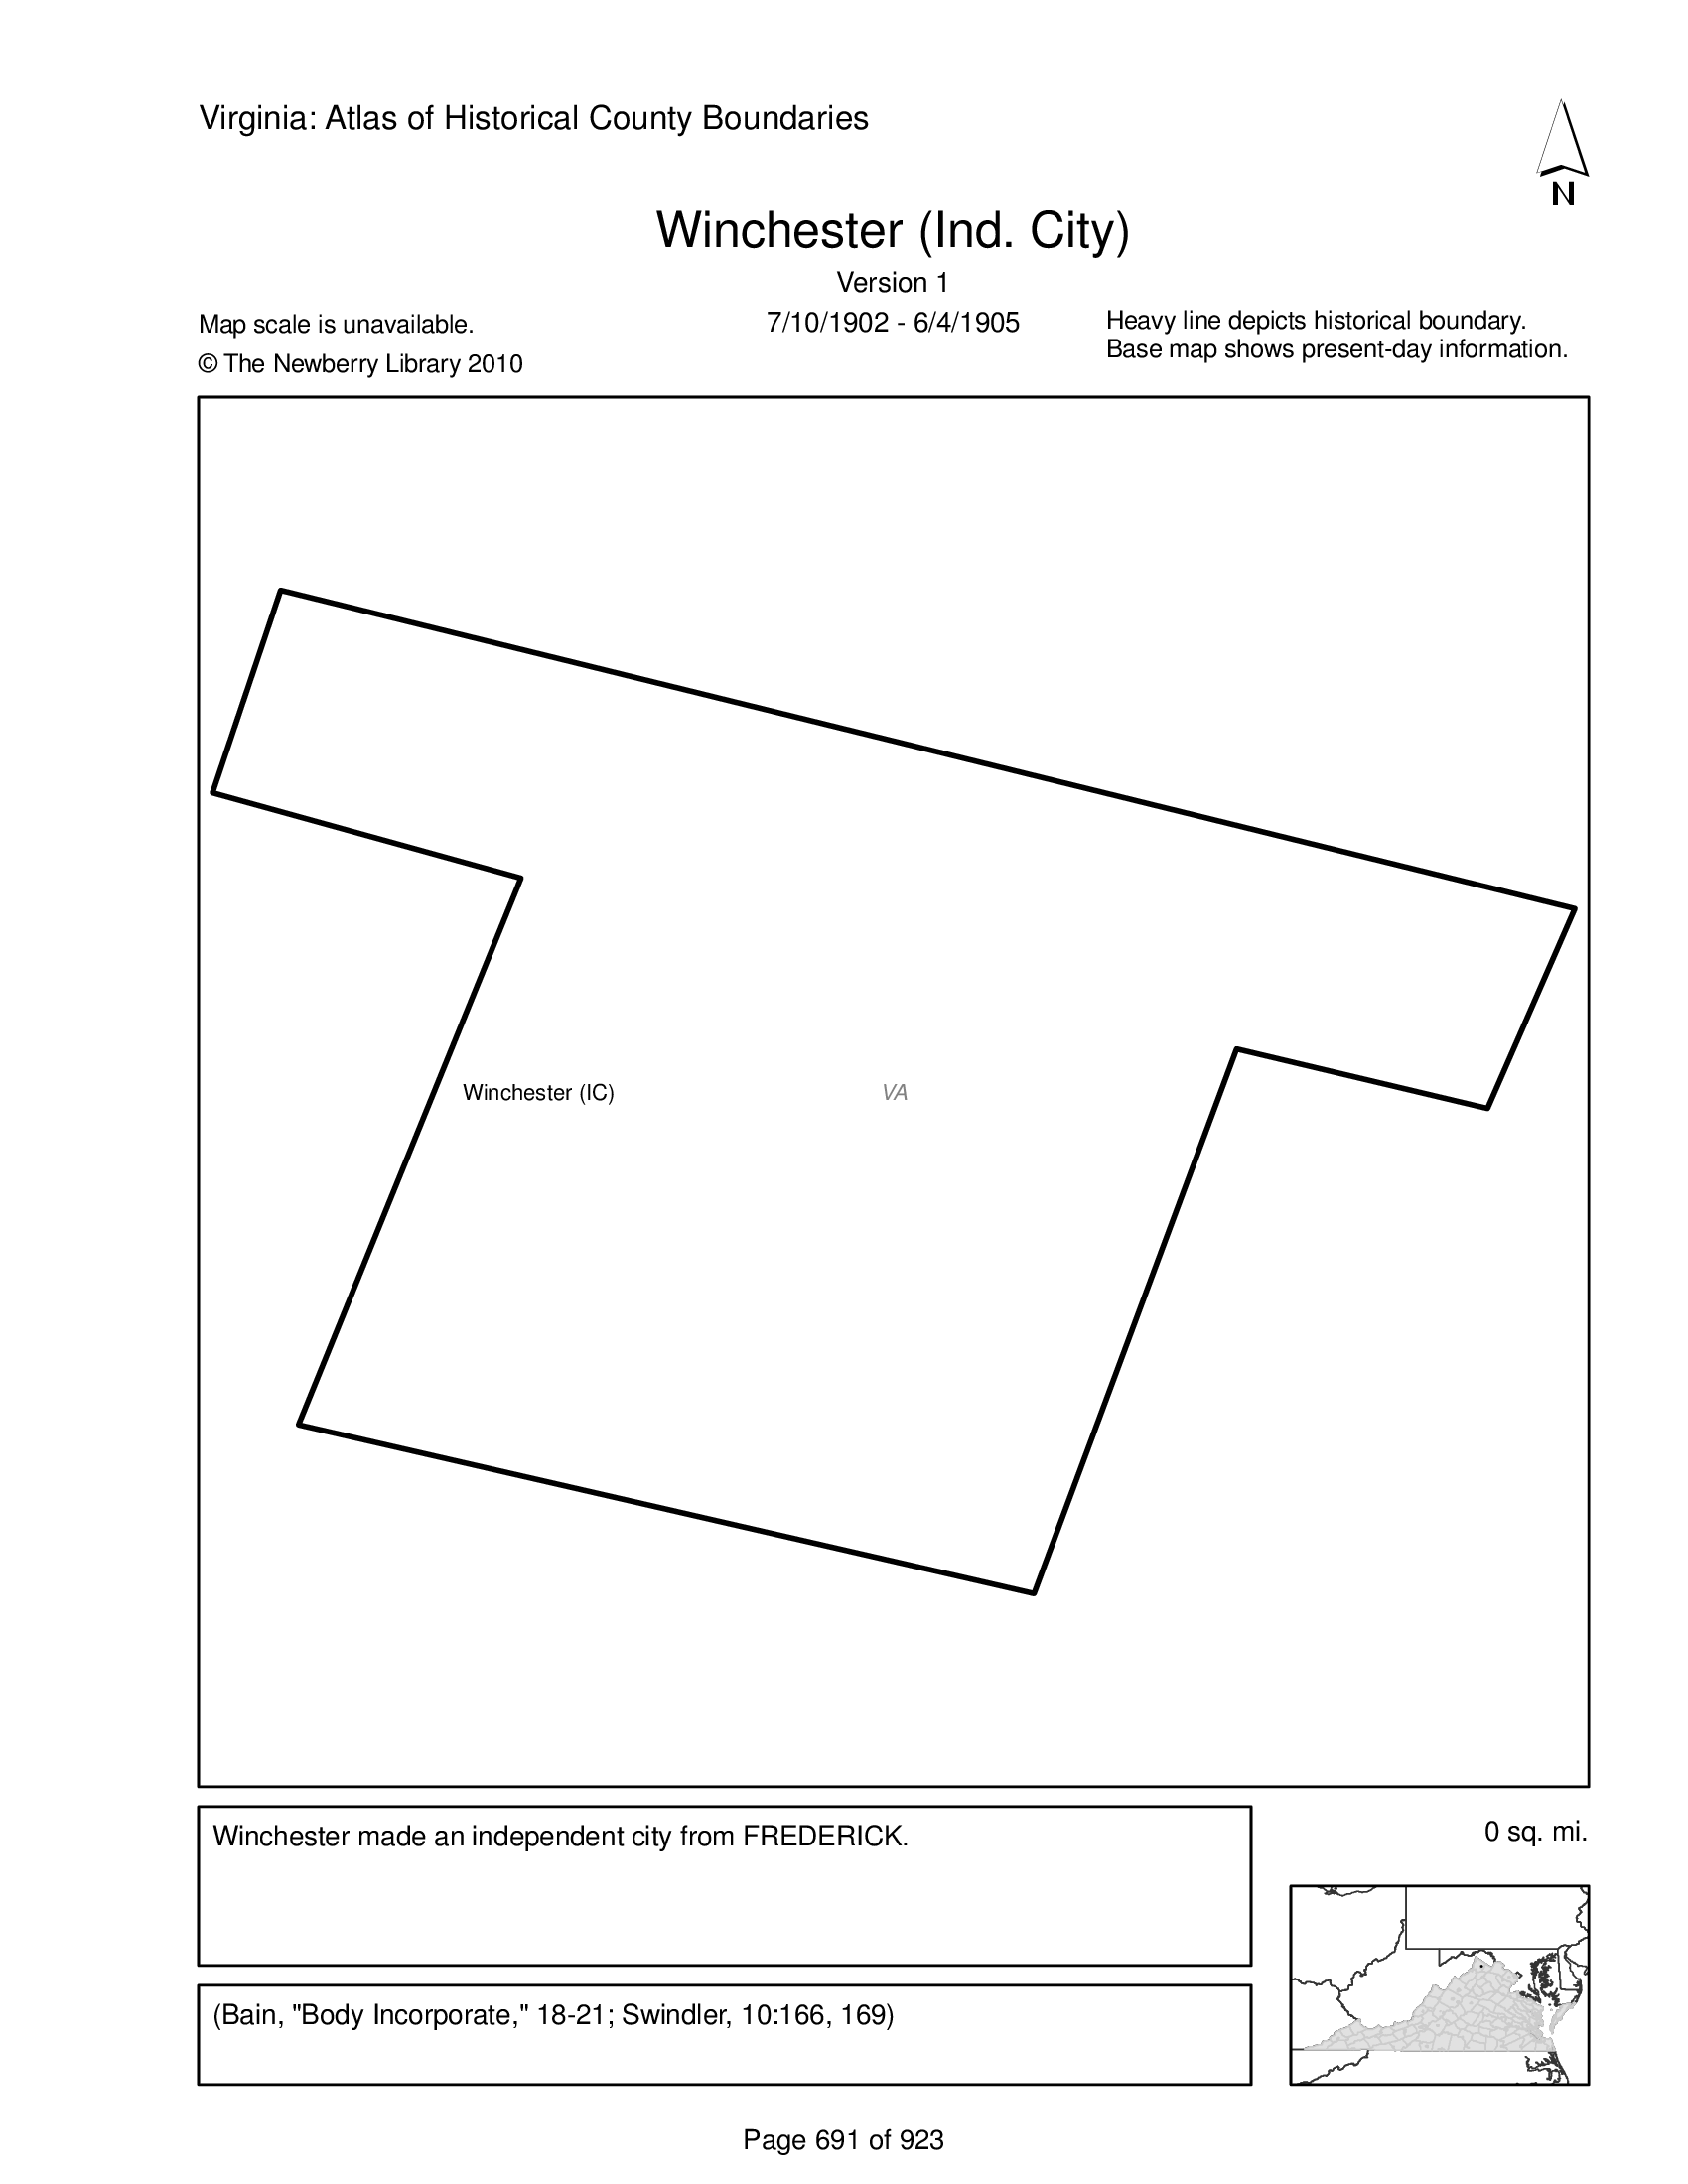 Virginia: Atlas of Historical County Boundaries
N
Winchester (Ind. City)
Version 1
7/10/1902 - 6/4/1905
Map scale is unavailable.
© The Newberry Library 2010
Heavy line depicts historical boundary.
Base map shows present-day information.
Winchester (IC)
VA
Winchester made an independent city from FREDERICK.
0 sq. mi.
(Bain, "Body Incorporate," 18-21; Swindler, 10:166, 169)
Page 691 of 923